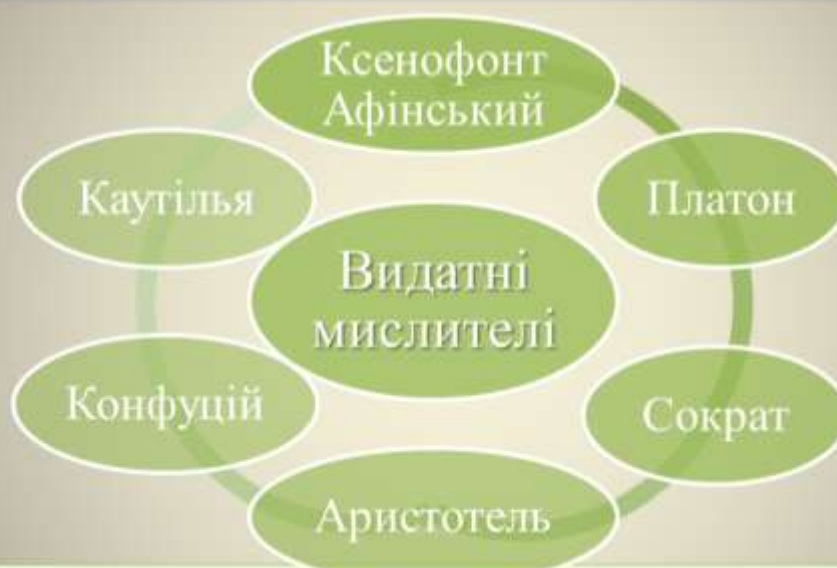 Ксенофонт
Афінський
Каутілья
Платон
Видатні
мислителі
Конфуцій
Сократ
Аристотель